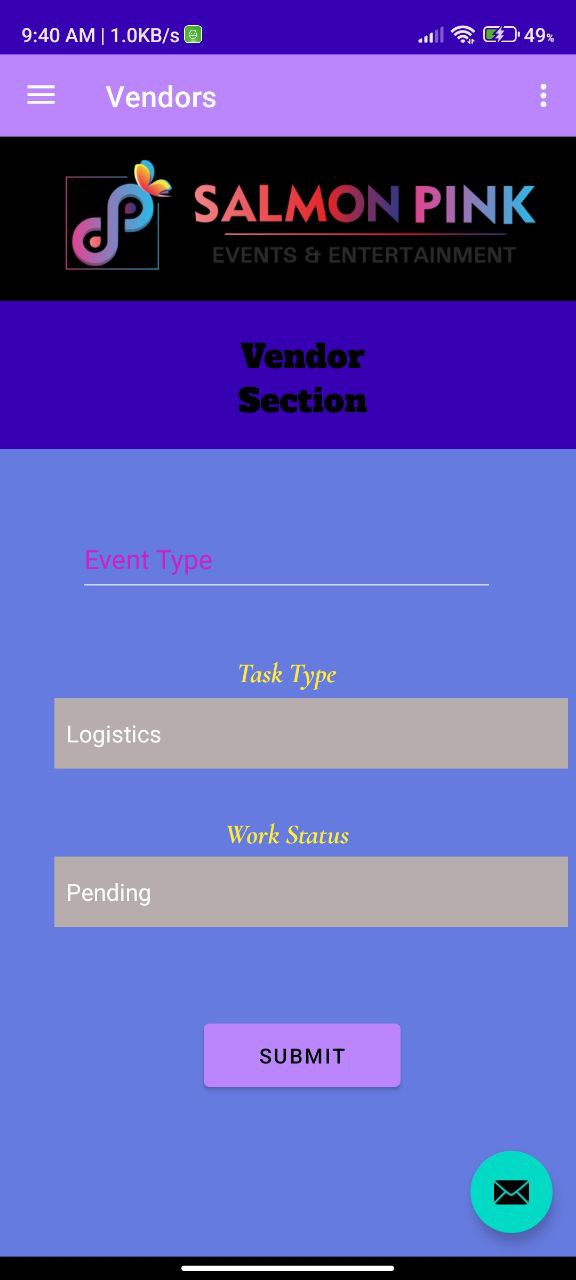 9:40 AM | 1.0KB/s 49%
Vendors
SALMON PINK
EVENTS & ENTERTAINMENT
Vendor
Section
Event Type
Task Type
Logistics
Work Status
Pending
SUBMIT